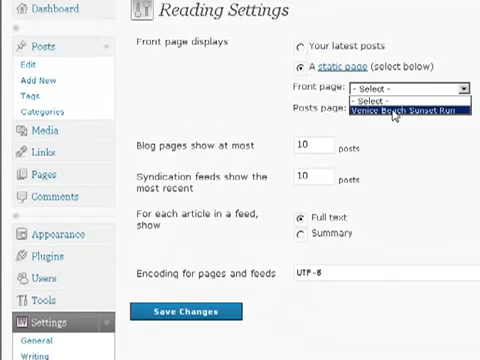 Dashboard
Reading Settings
Posts
Edit
Add New
Tags
Categories
Media
Links
Pages
Comments
Appearance
Plugins
Users
Tools
Settings
General
Writing
Front page displays
Your latest posts
A static page (select below)
Front page: - Select -
- Select -
Posts page: Venice Beach Sunset Run
Blog pages show at most 10 posts
Syndication feeds show the
most recent
10 posts
For each article in a feed,
show
Full text
Summary
Encoding for pages and feeds UTF-8
Save Changes